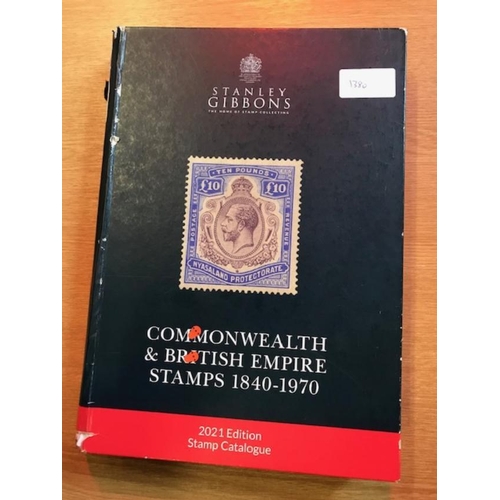 STANLEY
GIBBONS
THE HOME OF STAMP COLLECTING
1386
TEN POUNDS
£10 £10
POSTAGE
REVENUE
NYASALAND PROTECTORATE
COMMONWEALTH
& BRITISH EMPIRE
STAMPS 1840-1970
2021 Edition
Stamp Catalogue